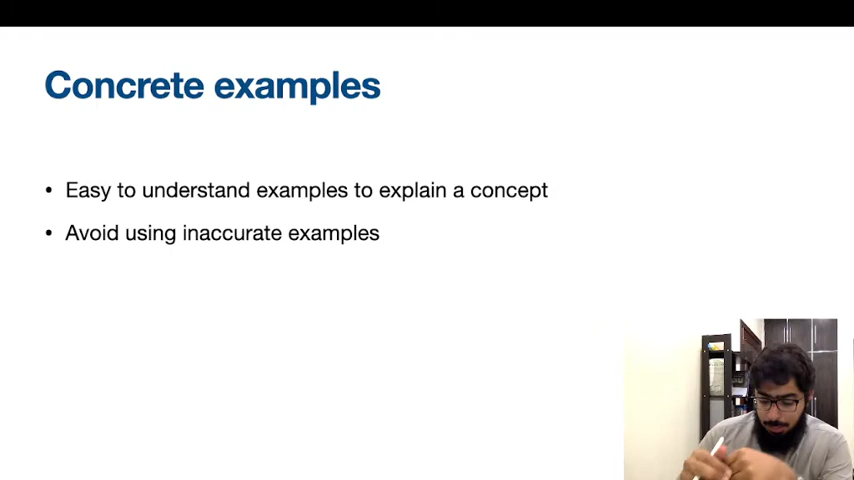 Concrete examples
• Easy to understand examples to explain a concept
• Avoid using inaccurate examples